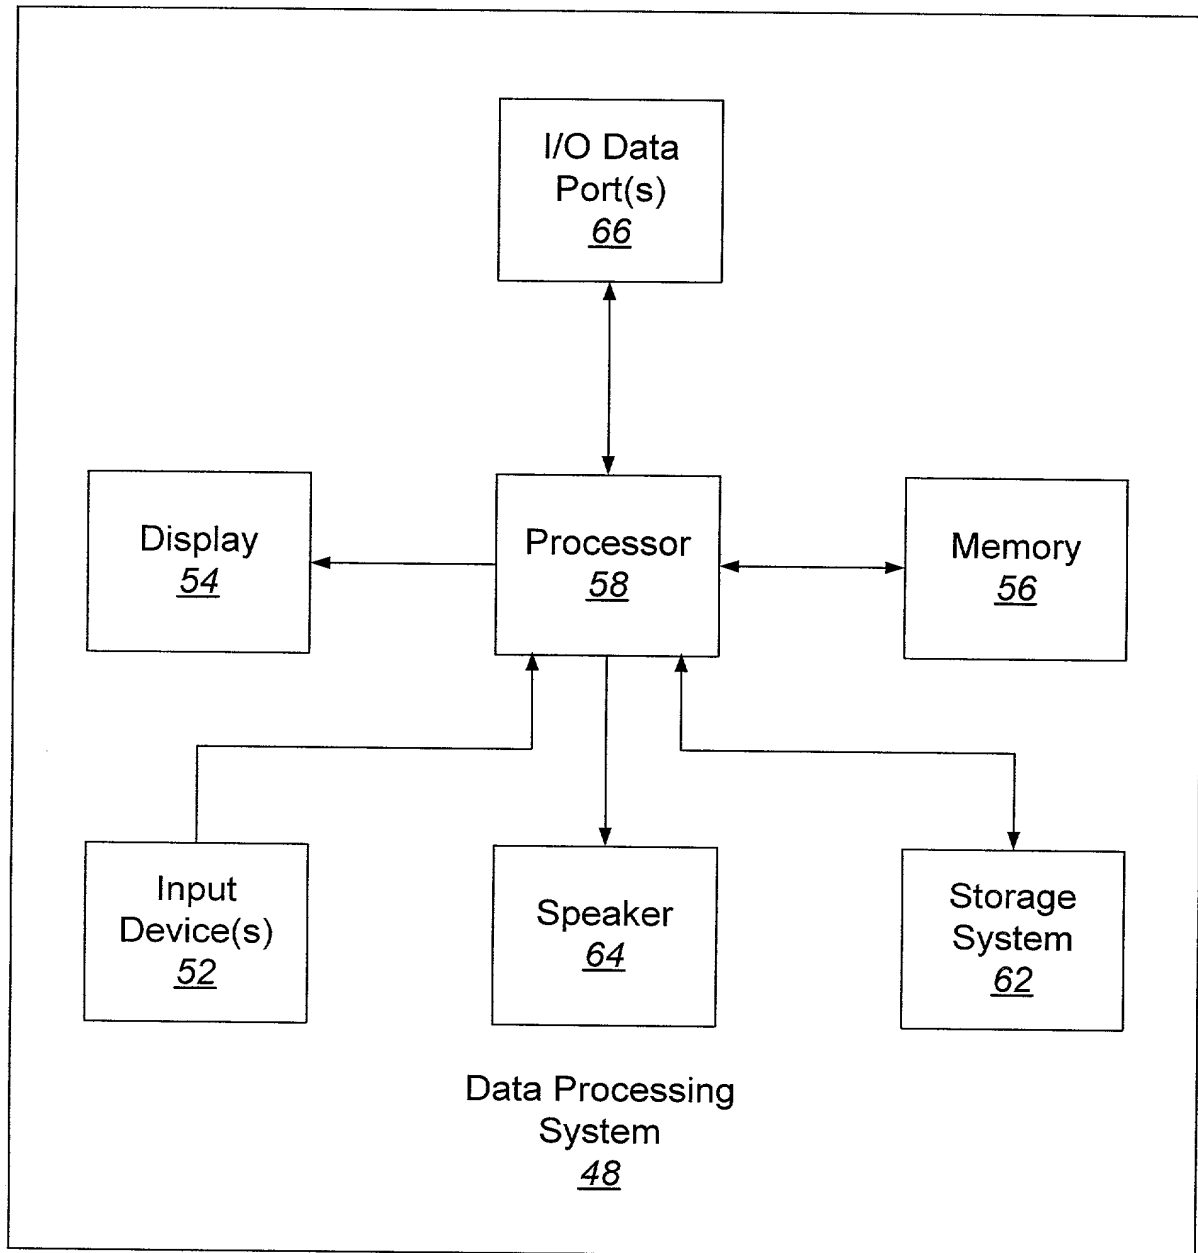 I/O Data
Port(s)
66
Display
54
Processor
58
Memory
56
Input
Device(s)
52
Speaker
64
Storage
System
62
Data Processing
System
48